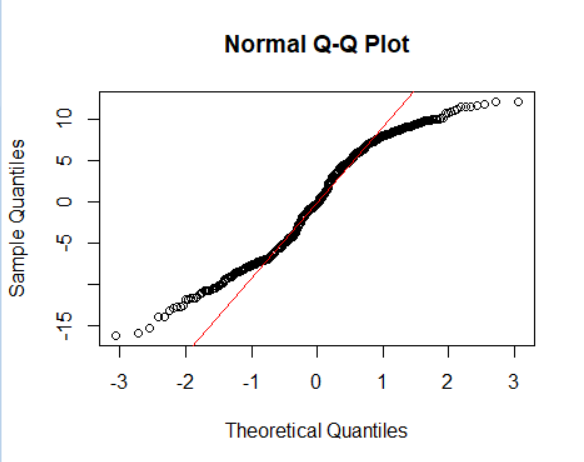 Normal Q-Q Plot
10
5
0
-5
-15
Sample Quantiles
-3 -2 -1 0 1 2 3
Theoretical Quantiles